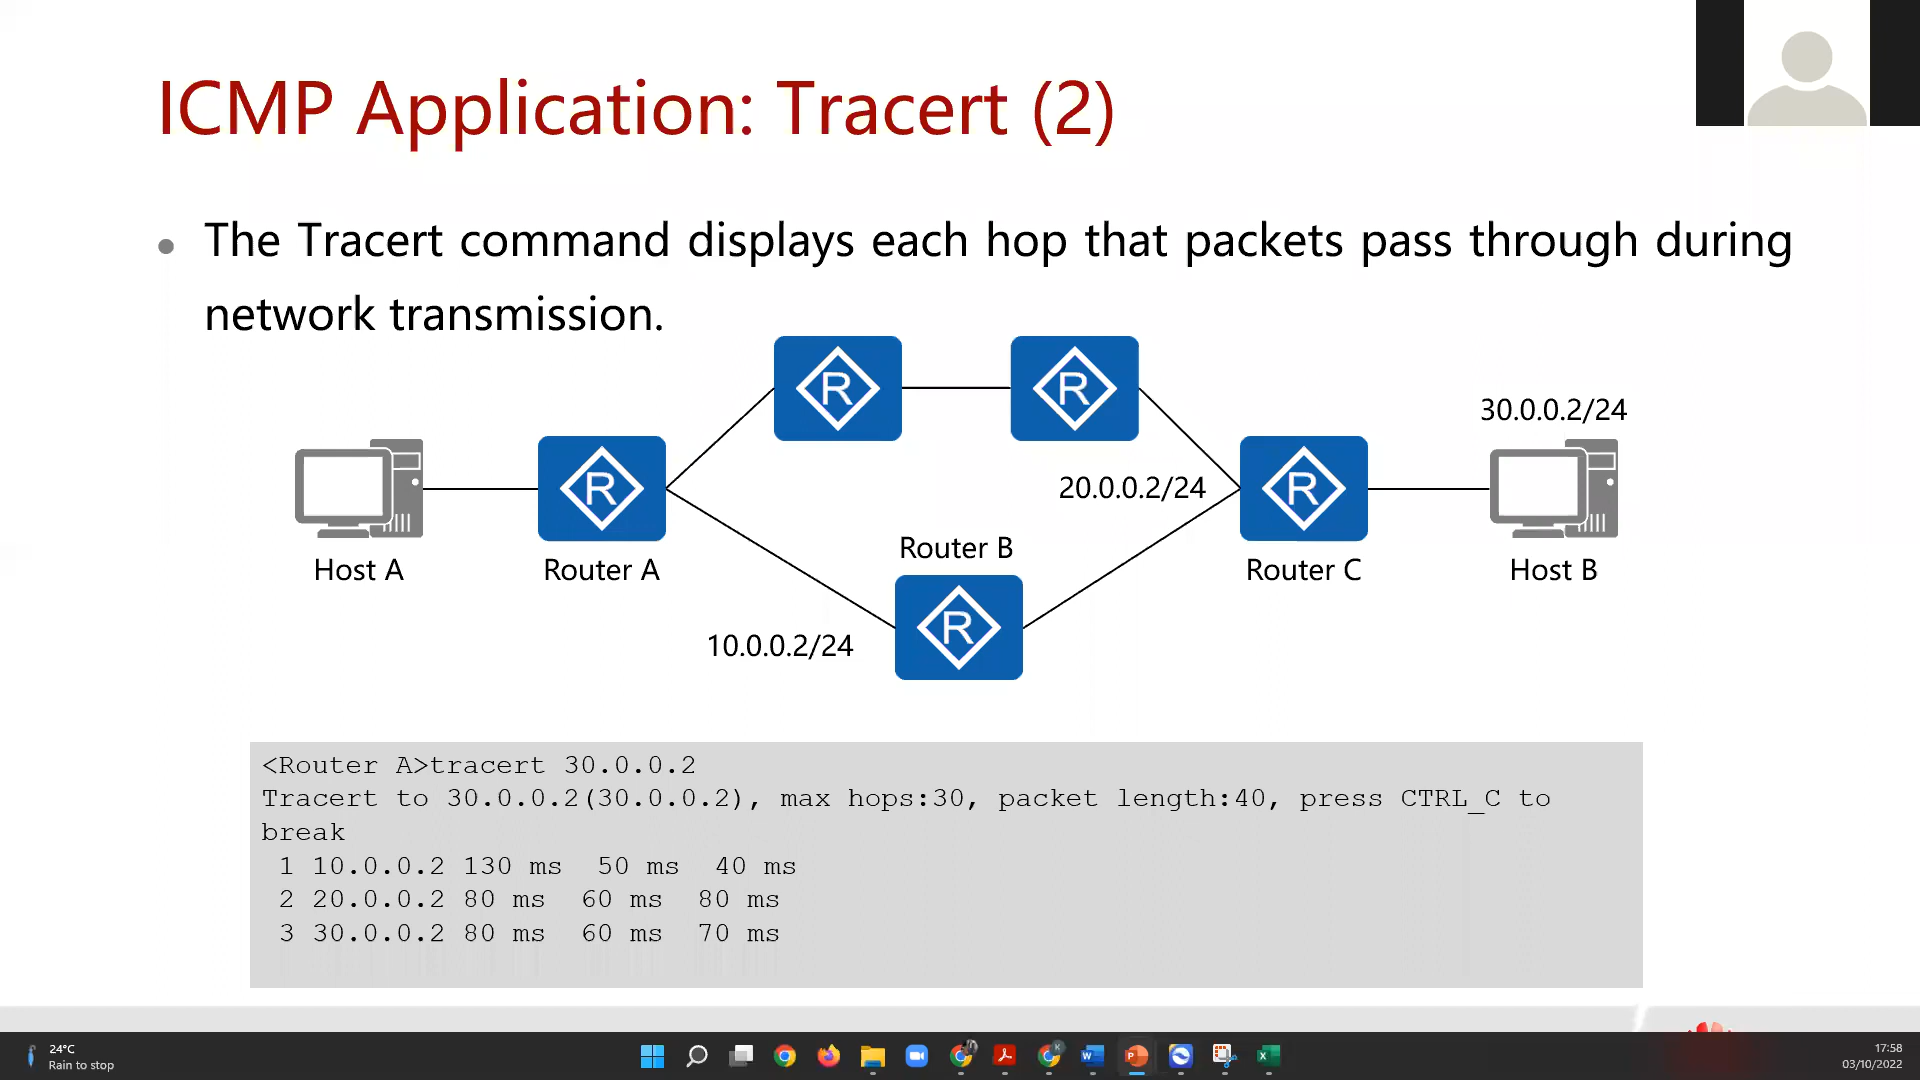 ICMP Application: Tracert (2)
• The Tracert command displays each hop that packets pass through during
network transmission.
R
R
30.0.0.2/24
R
20.0.0.2/24
R
Host A
Router A
Router B
Router C
Host B
R
10.0.0.2/24
<Router A>tracert 30.0.0.2
Tracert to 30.0.0.2(30.0.0.2), max hops:30, packet length:40, press CTRL_C to
break
1 10.0.0.2 130 ms 50 ms 40 ms
2 20.0.0.2 80 ms 60 ms 80 ms
3 30.0.0.2 80 ms 60 ms 70 ms
24°C
Rain to stop
17:58
03/10/2022